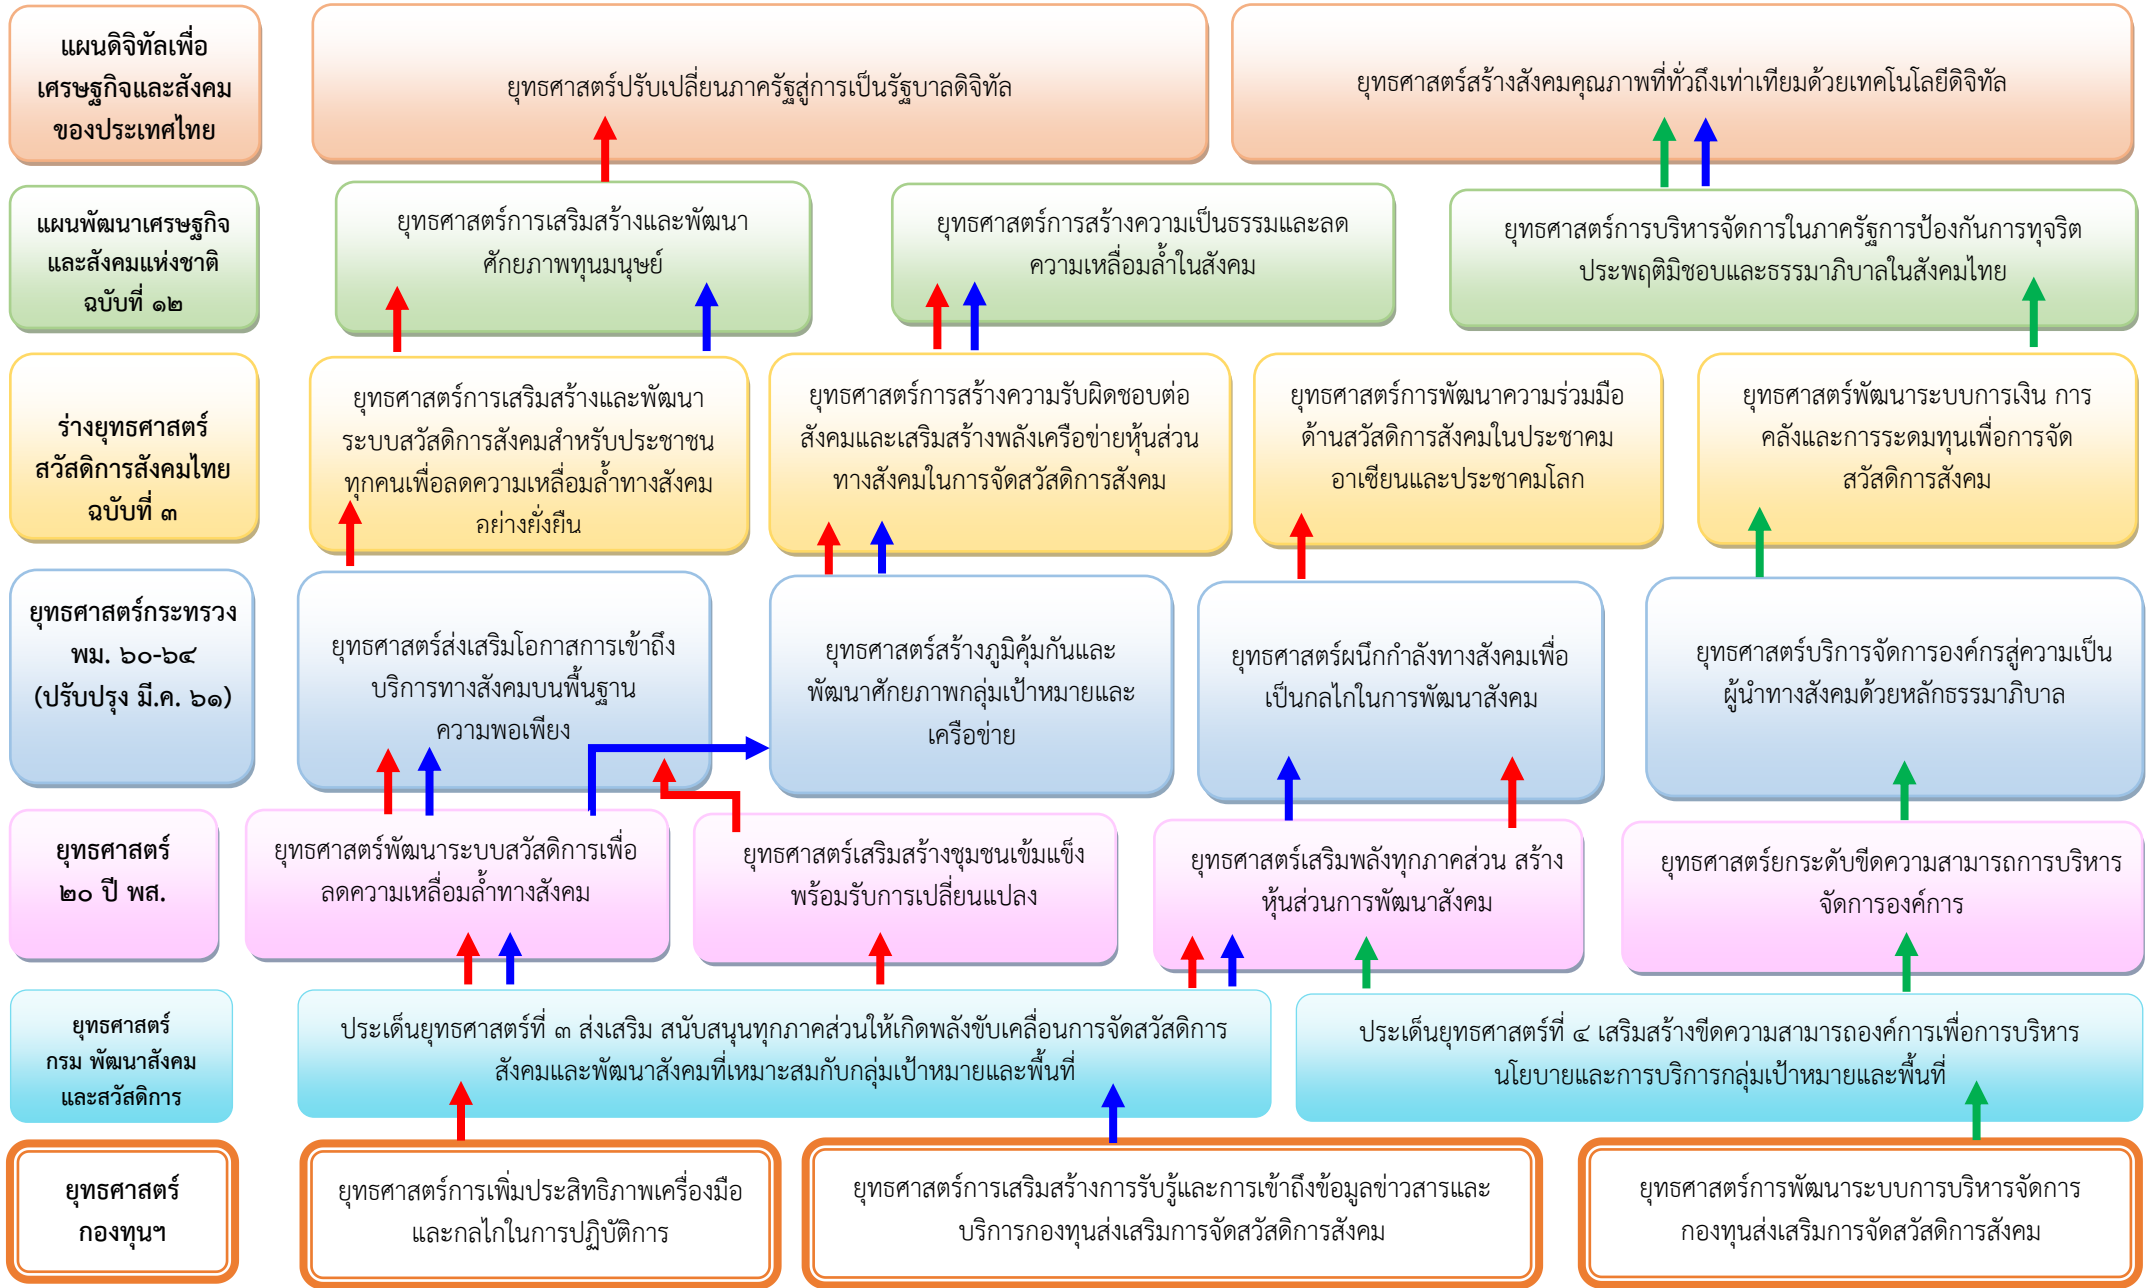 แผนดิจิทัลเพื่อ
เศรษฐกิจและสังคม
ของประเทศไทย
ยุทธศาสตร์ปรับเปลี่ยนภาครัฐสู่การเป็นรัฐบาลดิจิทัล
ยุทธศาสตร์สร้างสังคมคุณภาพที่ทั่วถึงเท่าเทียมด้วยเทคโนโลยีดิจิทัล
แผนพัฒนาเศรษฐกิจ
และสังคมแห่งชาติ
ฉบับที่ ๑๒
ยุทธศาสตร์การเสริมสร้างและพัฒนา
ศักยภาพทุนมนุษย์
ยุทธศาสตร์การสร้างความเป็นธรรมและลด
ความเหลื่อมล้ำในสังคม
ยุทธศาสตร์การบริหารจัดการในภาครัฐการป้องกันการทุจริต
ประพฤติมิชอบและธรรมาภิบาลในสังคมไทย
ร่างยุทธศาสตร์
สวัสดิการสังคมไทย
ฉบับที่ ๓
ยุทธศาสตร์การเสริมสร้างและพัฒนา
ระบบสวัสดิการสังคมสำหรับประชาชน
ทุกคนเพื่อลดความเหลื่อมล้ำทางสังคม
อย่างยั่งยืน
ยุทธศาสตร์การสร้างความรับผิดชอบต่อ
สังคมและเสริมสร้างพลังเครือข่ายหุ้นส่วน
ทางสังคมในการจัดสวัสดิการสังคม
ยุทธศาสตร์การพัฒนาความร่วมมือ
ด้านสวัสดิการสังคมในประชาคม
อาเซียนและประชาคมโลก
ยุทธศาสตร์พัฒนาระบบการเงิน การ
คลังและการระดมทุนเพื่อการจัด
สวัสดิการสังคม
ยุทธศาสตร์กระทรวง
พม. ๖๐-๖๔
(ปรับปรุง มี.ค. ๖๑)
ยุทธศาสตร์ส่งเสริมโอกาสการเข้าถึง
บริการทางสังคมบนพื้นฐาน
ความพอเพียง
ยุทธศาสตร์สร้างภูมิคุ้มกันและ
พัฒนาศักยภาพกลุ่มเป้าหมายและ
เครือข่าย
ยุทธศาสตร์ผนึกกำลังทางสังคมเพื่อ
เป็นกลไกในการพัฒนาสังคม
ยุทธศาสตร์บริการจัดการองค์กรสู่ความเป็น
ผู้นำทางสังคมด้วยหลักธรรมาภิบาล
ยุทธศาสตร์
๒๐ ปี พส.
ยุทธศาสตร์พัฒนาระบบสวัสดิการเพื่อ
ลดความเหลื่อมล้ำทางสังคม
ยุทธศาสตร์เสริมสร้างชุมชนเข้มแข็ง
พร้อมรับการเปลี่ยนแปลง
ยุทธศาสตร์เสริมพลังทุกภาคส่วน สร้าง
หุ้นส่วนการพัฒนาสังคม
ยุทธศาสตร์ยกระดับขีดความสามารถการบริหาร
จัดการองค์การ
ยุทธศาสตร์
กรม พัฒนาสังคม
และสวัสดิการ
ประเด็นยุทธศาสตร์ที่ ๓ ส่งเสริม สนับสนุนทุกภาคส่วนให้เกิดพลังขับเคลื่อนการจัดสวัสดิการ
สังคมและพัฒนาสังคมที่เหมาะสมกับกลุ่มเป้าหมายและพื้นที่
ประเด็นยุทธศาสตร์ที่ ๔ เสริมสร้างขีดความสามารถองค์การเพื่อการบริหาร
นโยบายและการบริการกลุ่มเป้าหมายและพื้นที่
ยุทธศาสตร์
กองทุนฯ
ยุทธศาสตร์การเพิ่มประสิทธิภาพเครื่องมือ
และกลไกในการปฏิบัติการ
ยุทธศาสตร์การเสริมสร้างการรับรู้และการเข้าถึงข้อมูลข่าวสารและ
บริการกองทุนส่งเสริมการจัดสวัสดิการสังคม
ยุทธศาสตร์การพัฒนาระบบการบริหารจัดการ
กองทุนส่งเสริมการจัดสวัสดิการสังคม